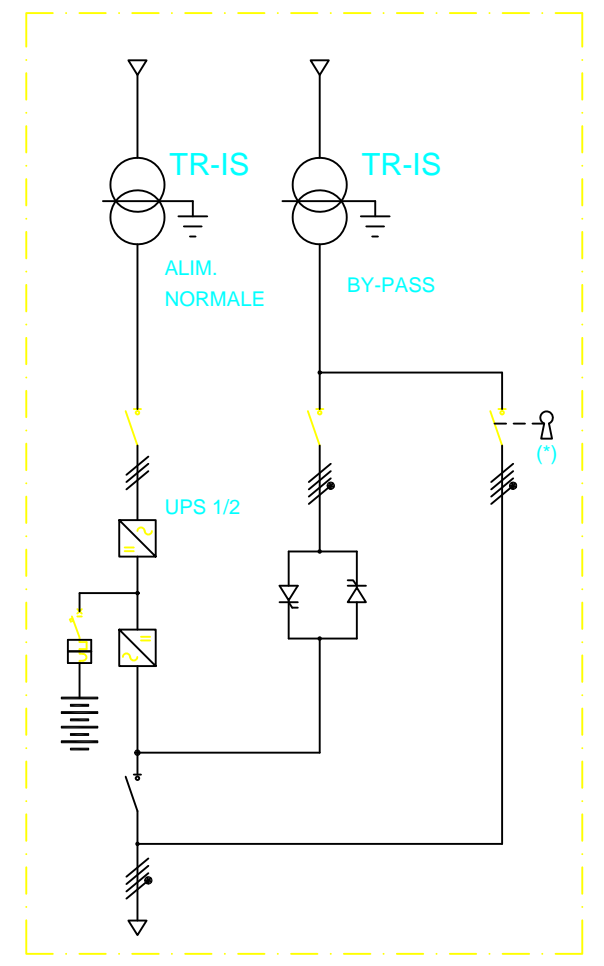 TR-IS
TR-IS
ALIM.
NORMALE
BY-PASS
(*)
UPS 1/2